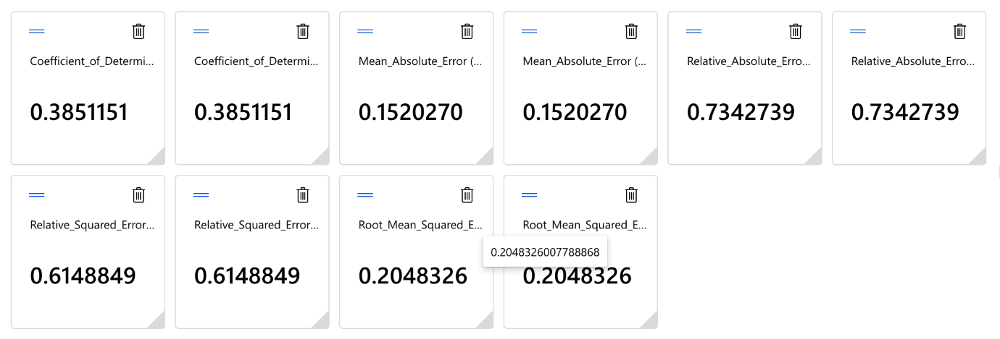 Coefficient_of_Determi...
Coefficient_of_Determi...
Mean_Absolute_Error (...
Mean_Absolute_Error (...
Relative_Absolute_Erro...
Relative_Absolute_Erro...
0.3851151
0.3851151
0.1520270
0.1520270
0.7342739
0.7342739
Relative_Squared_Error...
Relative_Squared_Error...
Root_Mean_Squared_E...
Root_Mean_Squared_E...
0.2048326007788868
0.6148849
0.6148849
0.2048326
0.2048326